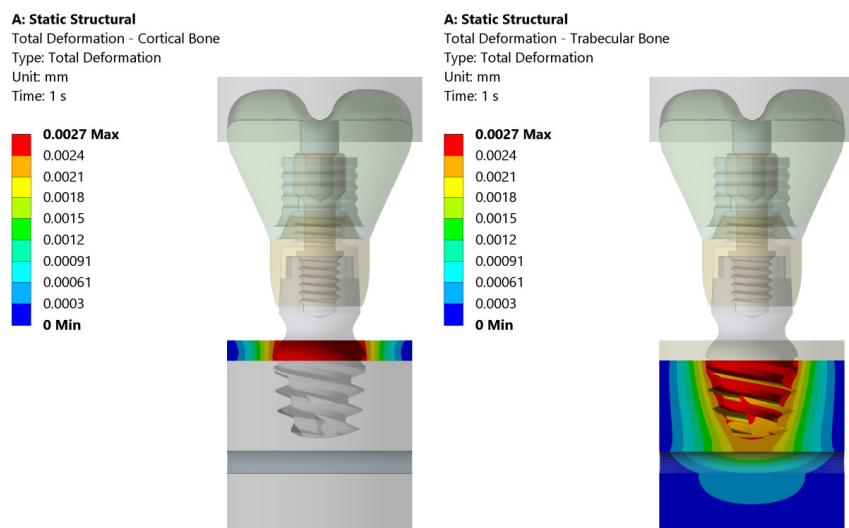 A: Static Structural
Total Deformation - Cortical Bone
Type: Total Deformation
Unit: mm
Time: 1 s
0.0027 Max
0.0024
0.0021
0.0018
0.0015
0.0012
0.00091
0.00061
0.0003
0 Min
A: Static Structural
Total Deformation - Trabecular Bone
Type: Total Deformation
Unit: mm
Time: 1 s
0.0027 Max
0.0024
0.0021
0.0018
0.0015
0.0012
0.00091
0.00061
0.0003
0 Min